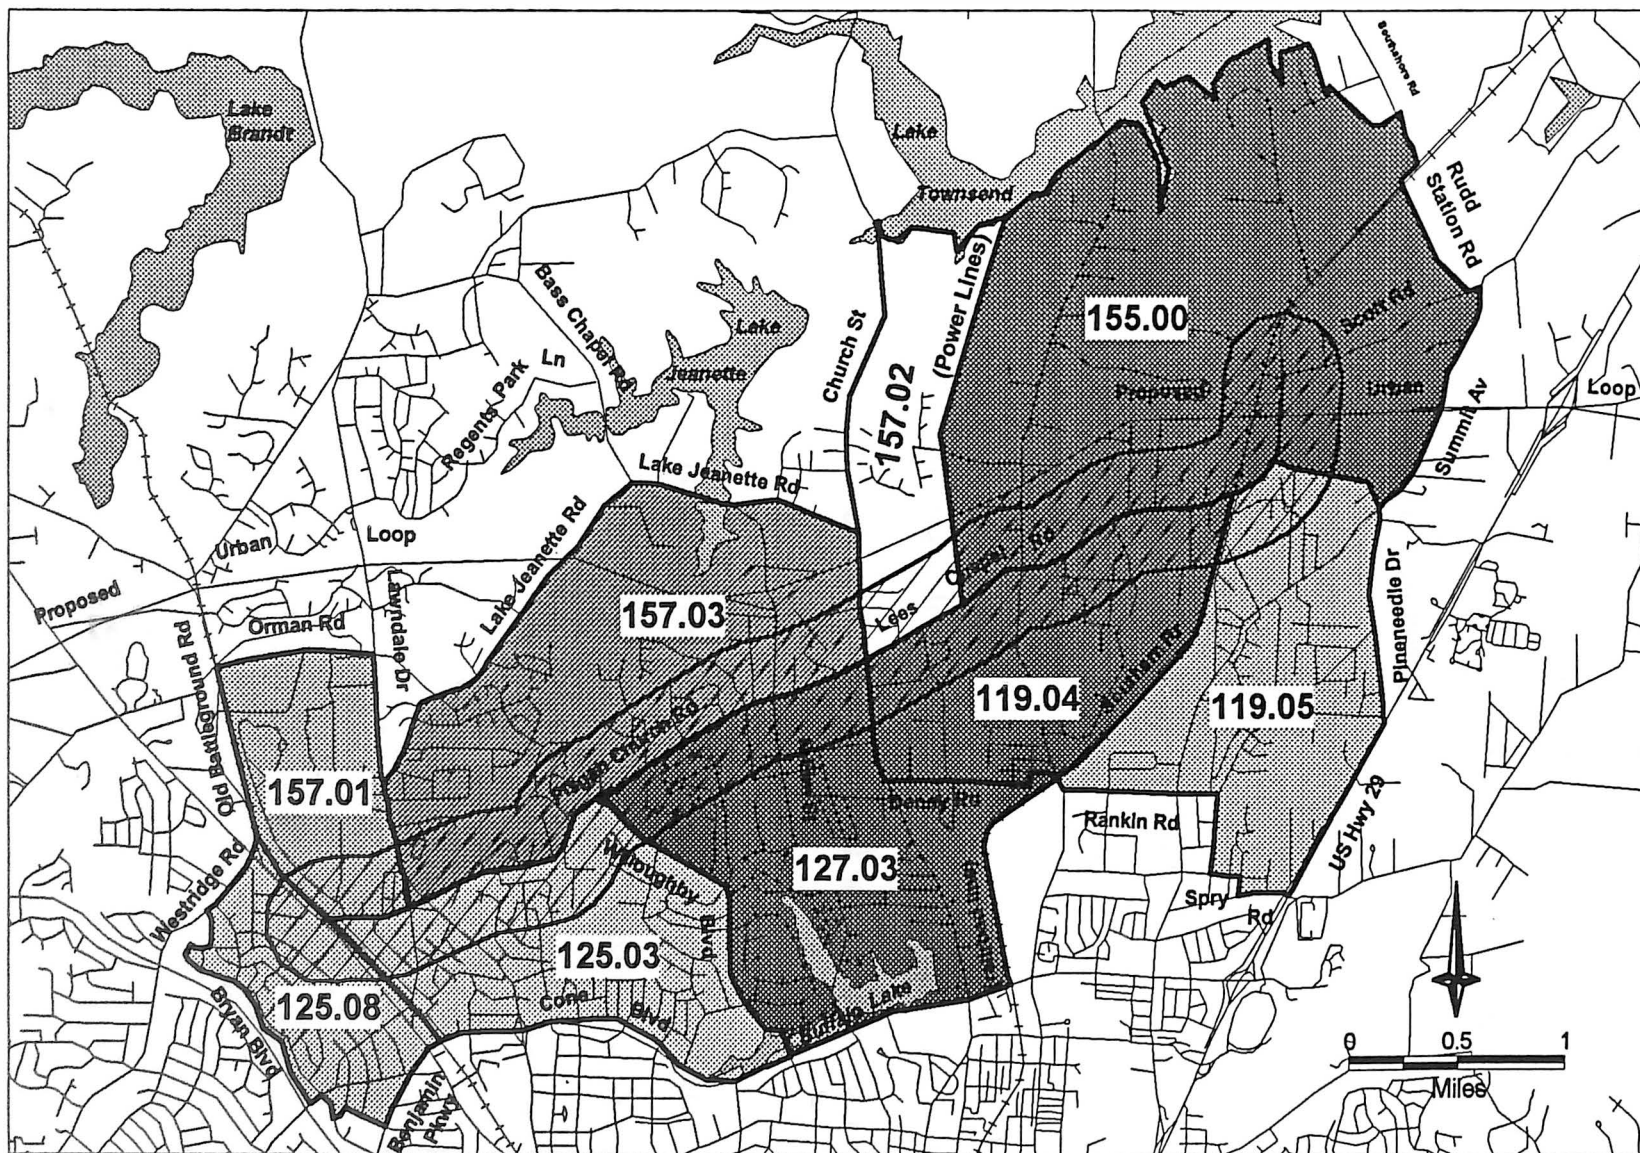 Southshore Rd
Lake
Brandt
Lake
Townsend
Rudd
Station Rd
Bass Chapel Rd
Lake
Jeanette
Church St
157.02
(Power Lines)
155.00
Scott Rd
Regents Park
Ln
Proposed
Urban
Loop
Summit Av
Lake Jeanette Rd
Urban
Loop
Lake Jeanette Rd
Proposed
Lees
Chapel
Rd
Pineneedle Dr
Orman Rd
Lawndale Dr
157.03
Old Battleground Rd
119.04
119.05
Pisgah Church Rd
157.01
Rankin Rd
US Hwy 29
Westridge Rd
Willoughby
Blvd
127.03
Spry
Rd
125.03
125.08
Cone
Blvd
Buffalo Lake
Bryan Blvd
Benjamin
Pkwy
0
0.5
1
Miles